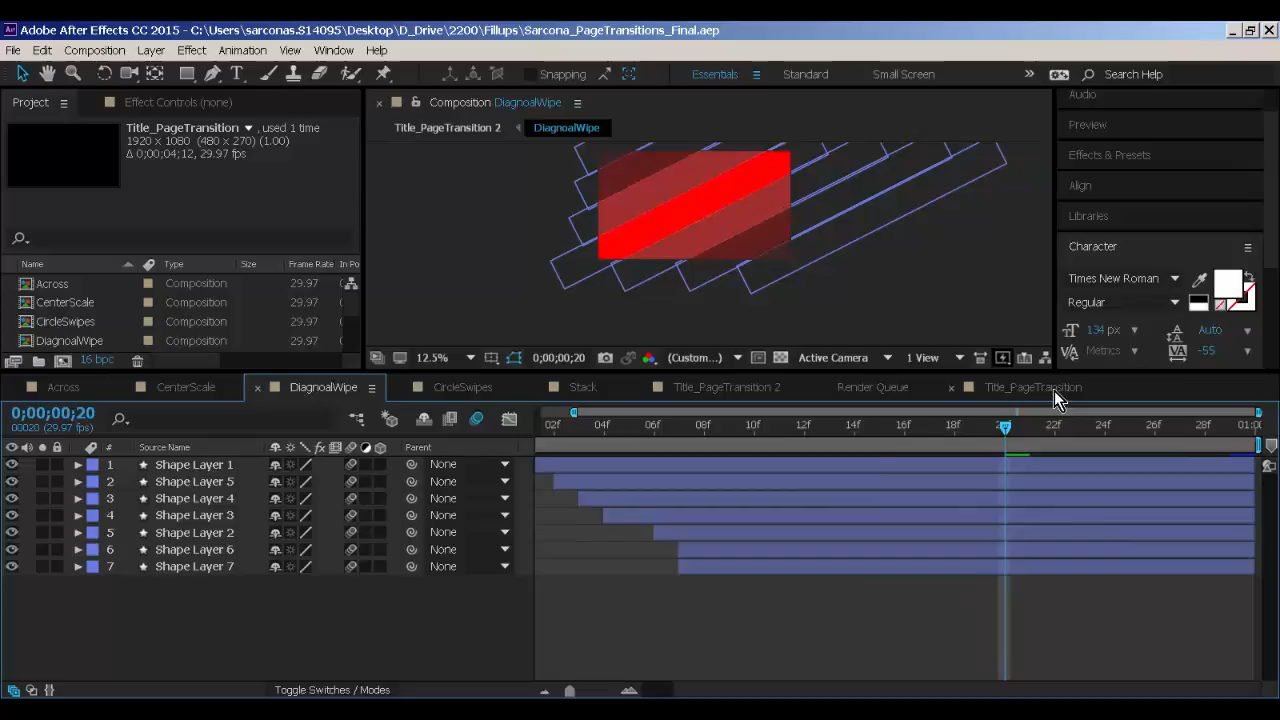 Adobe After Effects CC 2015 - C:\Users\sarconas.S14095\Desktop\D_Drive\2200\Fillups\Sarcona_PageTransitions_Final.aep
File Edit Composition Layer Effect Animation View Window Help
Snapping Essentials Standard Small Screen Search Help
Project Effect Controls (none) Composition DiagnoalWipe Audio
Title_PageTransition , used 1 time
1920 x 1080 (480 x 270) (1.00)
Δ 0;00;04;12, 29.97 fps
Title_PageTransition 2 DiagnoalWipe
Preview
Effects & Presets
Align
Libraries
Character
Times New Roman
Regular
134 px Auto
Metrics -55
Name Type Size Frame Rate In Po
Across Composition 29.97
CenterScale Composition 29.97
CircleSwipes Composition 29.97
DiagnoalWipe Composition 29.97
16 bpc
12.5% 0;00;00;20 (Custom...) Active Camera 1 View
Across CenterScale DiagnoalWipe CircleSwipes Stack Title_PageTransition 2 Render Queue Title_PageTransition
0;00;00;20
00020 (29.97 fps)
02f 04f 06f 08f 10f 12f 14f 16f 18f 22f 24f 26f 28f 01:00
# Source Name fx Parent
1 Shape Layer 1 None
2 Shape Layer 5 None
3 Shape Layer 4 None
4 Shape Layer 3 None
5 Shape Layer 2 None
6 Shape Layer 6 None
7 Shape Layer 7 None
Toggle Switches / Modes